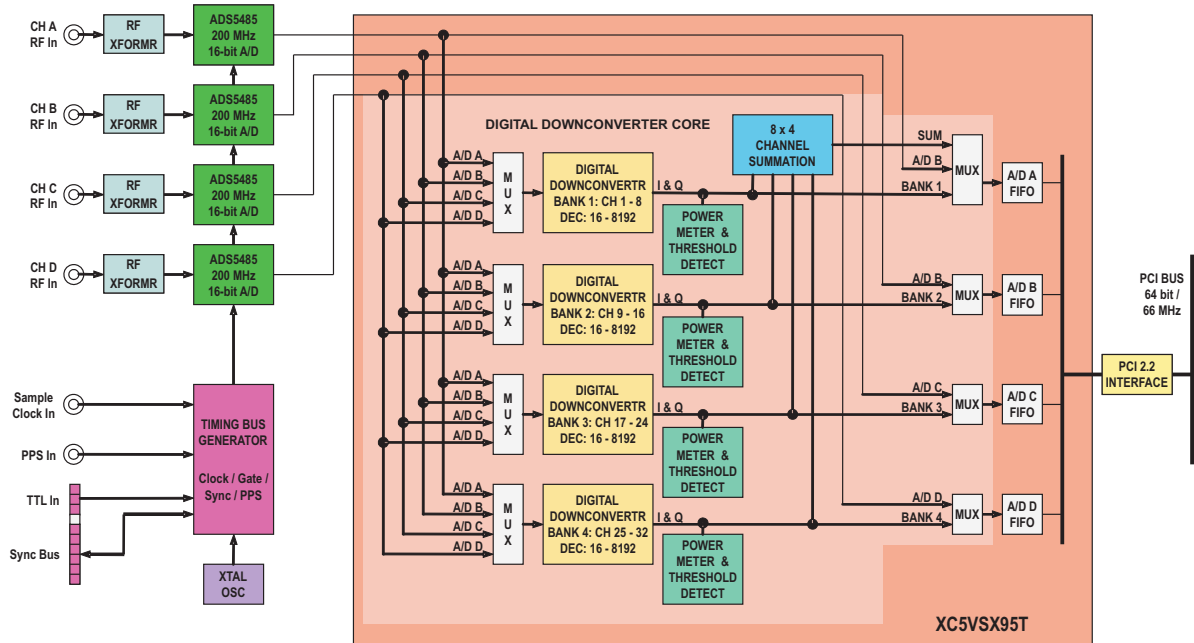 CH A
RF In
RF
XFORMR
ADS5485
200 MHz
16-bit A/D
CH B
RF In
RF
XFORMR
ADS5485
200 MHz
16-bit A/D
CH C
RF In
RF
XFORMR
ADS5485
200 MHz
16-bit A/D
CH D
RF In
RF
XFORMR
ADS5485
200 MHz
16-bit A/D
Sample
Clock In
PPS In
TTL In
Sync Bus
TIMING BUS
GENERATOR
Clock / Gate /
Sync / PPS
XTAL
OSC
DIGITAL DOWNCONVERTER CORE
8 x 4
CHANNEL
SUMMATION
A/D A
A/D B
A/D C
A/D D
M
U
X
DIGITAL
DOWNCONVERTR
BANK 1: CH 1 - 8
DEC: 16 - 8192
I & Q
POWER
METER &
THRESHOLD
DETECT
SUM
A/D B
BANK 1
MUX
A/D A
FIFO
A/D A
A/D B
A/D C
A/D D
M
U
X
DIGITAL
DOWNCONVERTR
BANK 2: CH 9 - 16
DEC: 16 - 8192
I & Q
POWER
METER &
THRESHOLD
DETECT
A/D B
BANK 2
MUX
A/D B
FIFO
A/D A
A/D B
A/D C
A/D D
M
U
X
DIGITAL
DOWNCONVERTR
BANK 3: CH 17 - 24
DEC: 16 - 8192
I & Q
POWER
METER &
THRESHOLD
DETECT
A/D C
BANK 3
MUX
A/D C
FIFO
A/D A
A/D B
A/D C
A/D D
M
U
X
DIGITAL
DOWNCONVERTR
BANK 4: CH 25 - 32
DEC: 16 - 8192
I & Q
POWER
METER &
THRESHOLD
DETECT
A/D D
BANK 4
MUX
A/D D
FIFO
PCI 2.2
INTERFACE
PCI BUS
64 bit /
66 MHz
XC5VSX95T